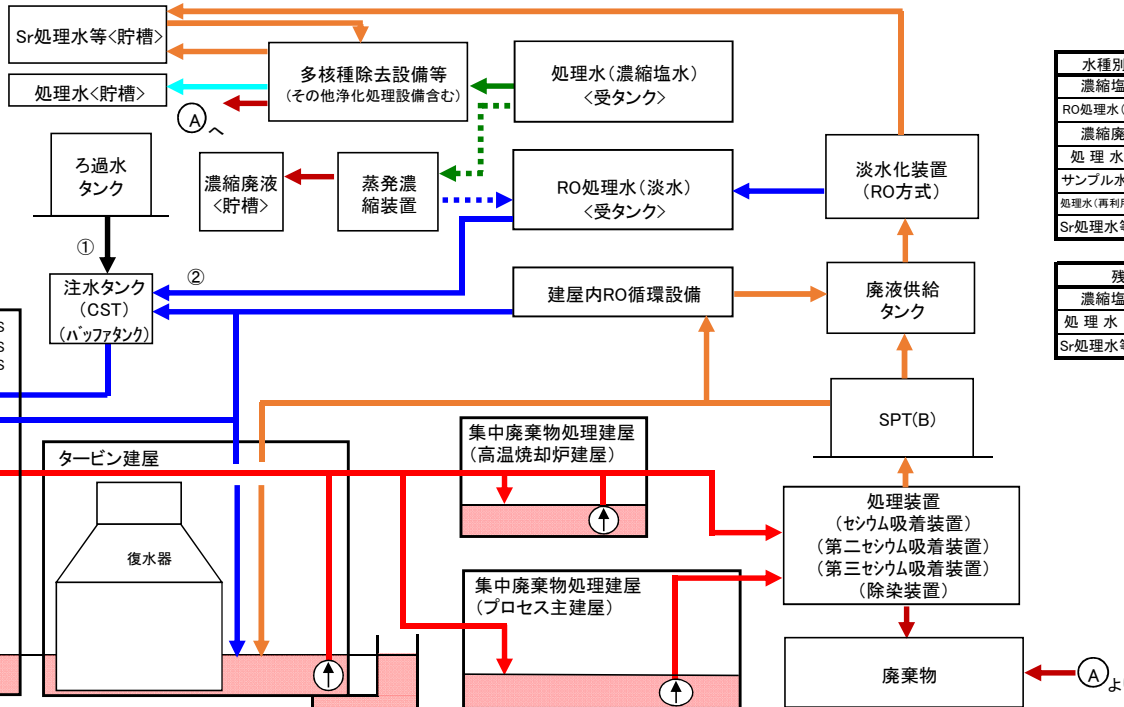 Sr処理水等<貯槽>
処理水<貯槽>
Ⓐへ
多核種除去設備等
(その他浄化処理設備含む)
処理水(濃縮塩水)
<受タンク>
ろ過水
タンク
①
濃縮廃液
<貯槽>
蒸発濃
縮装置
RO処理水(淡水)
<受タンク>
淡水化装置
(RO方式)
②
注水タンク
(CST)
(バッファタンク)
建屋内RO循環設備
廃液供給
タンク
SPT(B)
S
S
S
タービン建屋
復水器
集中廃棄物処理建屋
(高温焼却炉建屋)
集中廃棄物処理建屋
(プロセス主建屋)
処理装置
(セシウム吸着装置)
(第二セシウム吸着装置)
(第三セシウム吸着装置)
(除染装置)
廃棄物
Ⓐよ
水種別
濃縮塩
RO処理水(
濃縮廃
処理水
サンプル水
処理水(再利用
Sr処理水等
残
濃縮塩
処理水
Sr処理水等